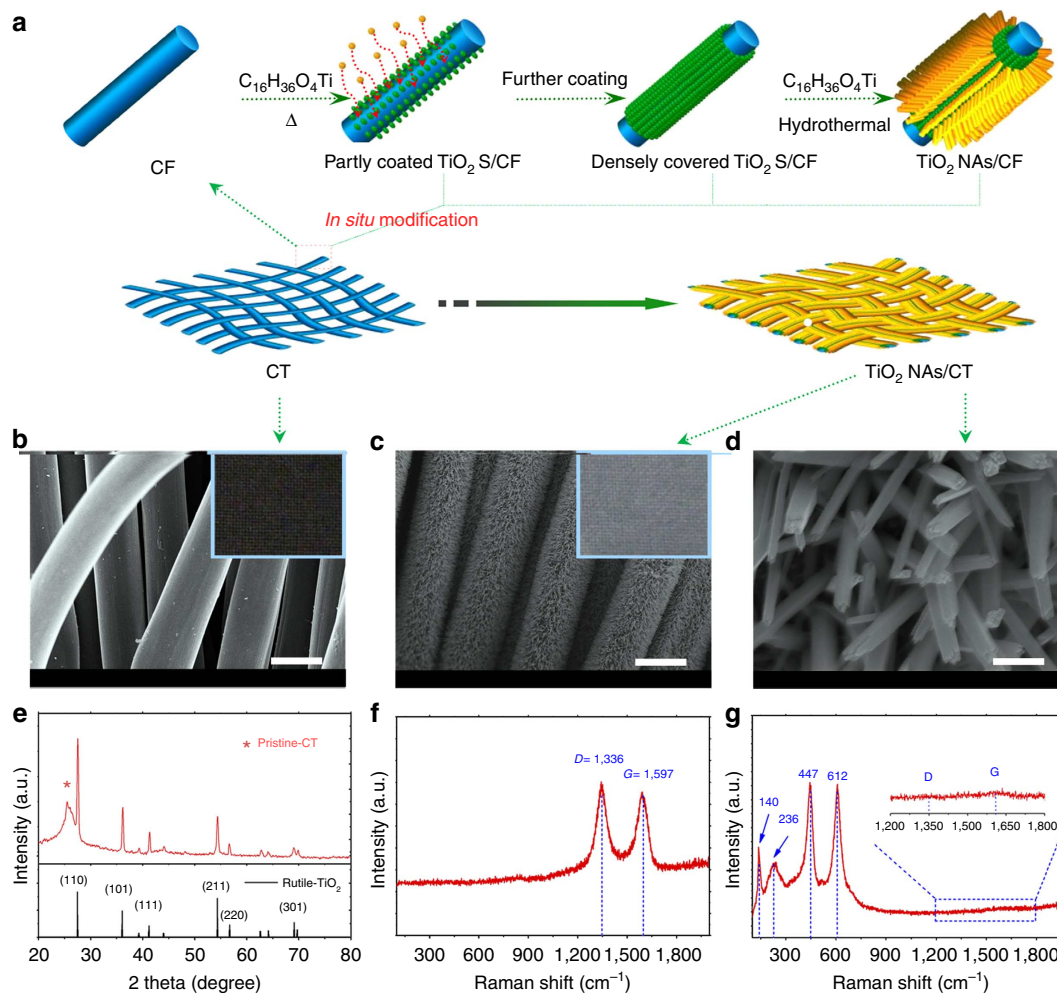 a
C16H36O4Ti
Δ
Further coating
C16H36O4Ti
Hydrothermal
CF
Partly coated TiO2 S/CF
Densely covered TiO2 S/CF
TiO2 NAs/CF
In situ modification
CT
TiO2 NAs/CT
b
c
d
e
* Pristine-CT
*
Intensity (a.u.)
(110)
(101)
(111)
(211)
(220)
(301)
Rutile-TiO2
20 30 40 50 60 70 80
2 theta (degree)
f
D= 1,336
G= 1,597
Intensity (a.u.)
300 600 900 1,200 1,500 1,800
Raman shift (cm−1)
g
140
236
447
612
D
G
1,200 1,350 1,500 1,650 1,800
Intensity (a.u.)
300 600 900 1,200 1,500 1,800
Raman shift (cm−1)